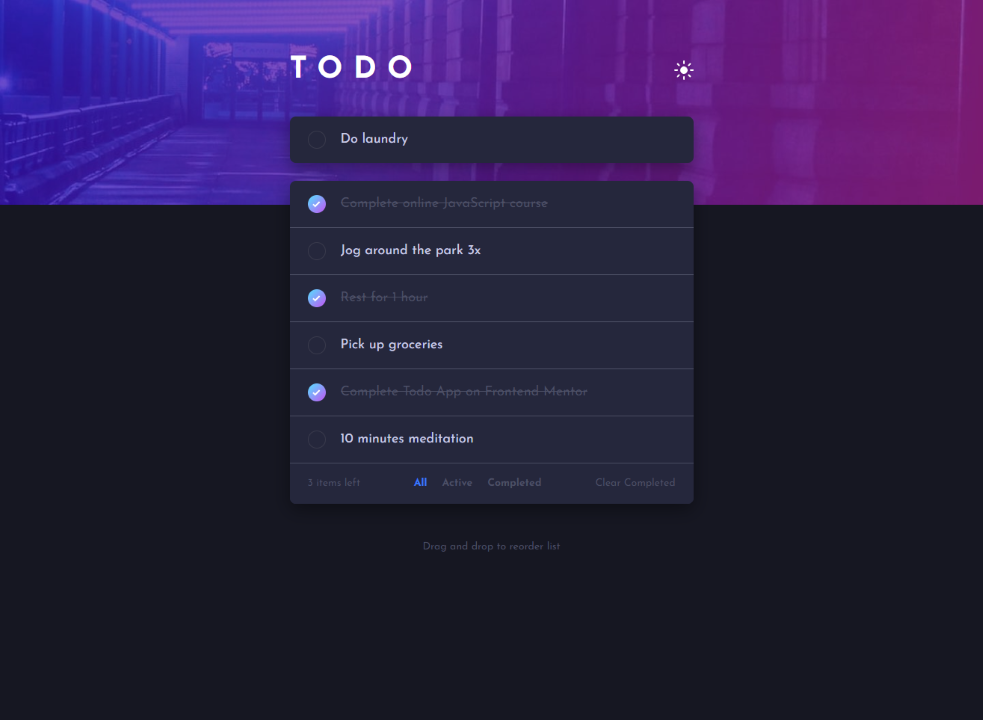 TODO
Do laundry
Complete online JavaScript course
Jog around the park 3x
Rest for 1 hour
Pick up groceries
Complete Todo App on Frontend Mentor
10 minutes meditation
3 items left All Active Completed Clear Completed
Drag and drop to reorder list